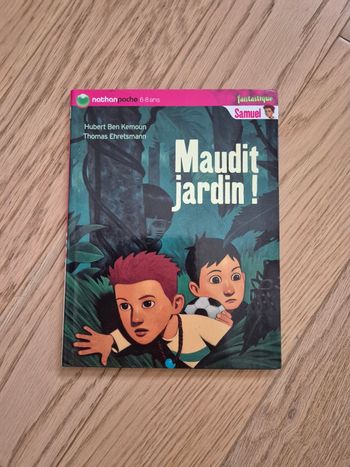 nathanpoche 6-8 ans
fantastique
Samuel
Hubert Ben Kemoun
Thomas Ehretsmann
Maudit
jardin !